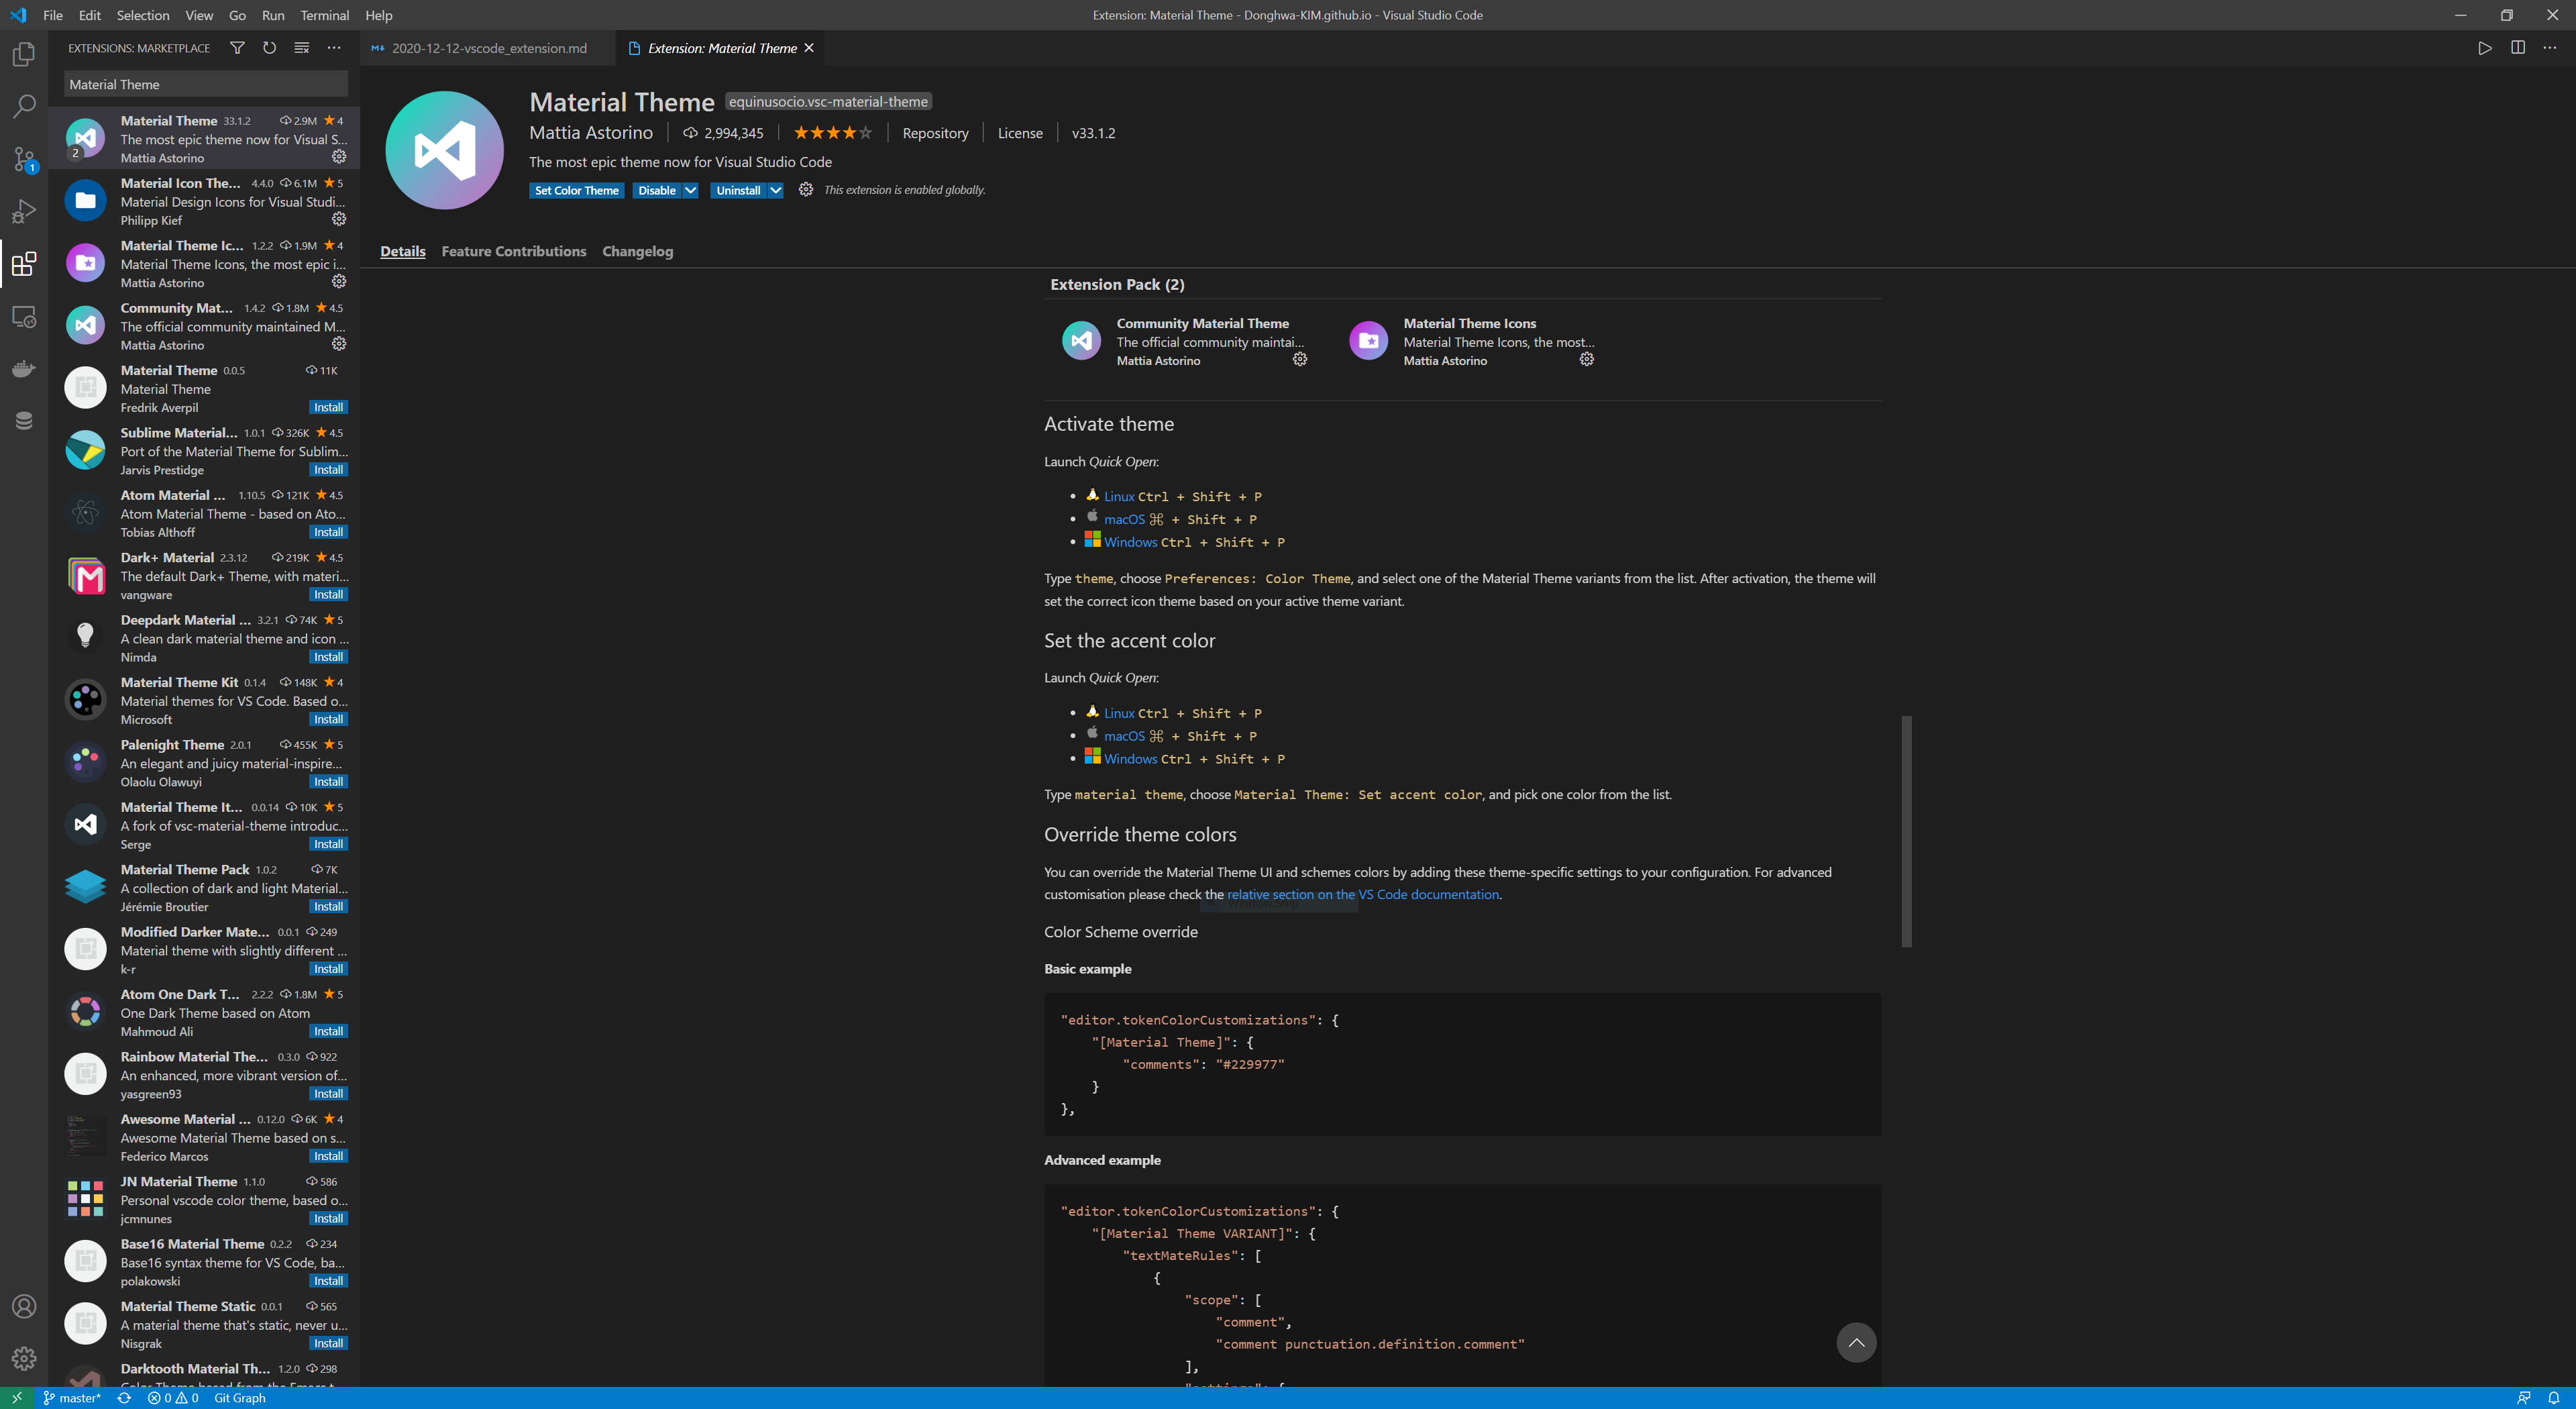 File Edit Selection View Go Run Terminal Help
Extension: Material Theme - Donghwa-KIM.github.io - Visual Studio Code
EXTENSIONS: MARKETPLACE
2020-12-12-vscode_extension.md
Extension: Material Theme
Material Theme
Material Theme 33.1.2 2.9M 4
The most epic theme now for Visual S...
Mattia Astorino
2
1
Material Icon The... 4.4.0 6.1M 5
Material Design Icons for Visual Studi...
Philipp Kief
Material Theme Ic... 1.2.2 1.9M 4
Material Theme Icons, the most epic i...
Mattia Astorino
Community Mat... 1.4.2 1.8M 4.5
The official community maintained M...
Mattia Astorino
Material Theme 0.0.5 11K
Material Theme
Fredrik Averpil Install
Sublime Material... 1.0.1 326K 4.5
Port of the Material Theme for Sublim...
Jarvis Prestidge Install
Atom Material ... 1.10.5 121K 4.5
Atom Material Theme - based on Ato...
Tobias Althoff Install
Dark+ Material 2.3.12 219K 4.5
The default Dark+ Theme, with materi...
vangware Install
Deepdark Material ... 3.2.1 74K 5
A clean dark material theme and icon ...
Nimda Install
Material Theme Kit 0.1.4 148K 4
Material themes for VS Code. Based o...
Microsoft Install
Palenight Theme 2.0.1 455K 5
An elegant and juicy material-inspire...
Olaolu Olawuyi Install
Material Theme It... 0.0.14 10K 5
A fork of vsc-material-theme introduc...
Serge Install
Material Theme Pack 1.0.2 7K
A collection of dark and light Material...
Jérémie Broutier Install
Modified Darker Mate... 0.0.1 249
Material theme with slightly different ...
k-r Install
Atom One Dark T... 2.2.2 1.8M 5
One Dark Theme based on Atom
Mahmoud Ali Install
Rainbow Material The... 0.3.0 922
An enhanced, more vibrant version of...
yasgreen93 Install
Awesome Material ... 0.12.0 6K 4
Awesome Material Theme based on s...
Federico Marcos Install
JN Material Theme 1.1.0 586
Personal vscode color theme, based o...
jcmnunes Install
Base16 Material Theme 0.2.2 234
Base16 syntax theme for VS Code, ba...
polakowski Install
Material Theme Static 0.0.1 565
A material theme that's static, never u...
Nisgrak Install
Darktooth Material Th... 1.2.0 298
Material Theme equinusocio.vsc-material-theme
Mattia Astorino 2,994,345 Repository License v33.1.2
The most epic theme now for Visual Studio Code
Set Color Theme Disable Uninstall This extension is enabled globally.
Details Feature Contributions Changelog
Extension Pack (2)
Community Material Theme
The official community maintai...
Mattia Astorino
Material Theme Icons
Material Theme Icons, the most...
Mattia Astorino
Activate theme
Launch Quick Open:
• Linux Ctrl + Shift + P
• macOS ⌘ + Shift + P
• Windows Ctrl + Shift + P
Type theme, choose Preferences: Color Theme, and select one of the Material Theme variants from the list. After activation, the theme will
set the correct icon theme based on your active theme variant.
Set the accent color
Launch Quick Open:
• Linux Ctrl + Shift + P
• macOS ⌘ + Shift + P
• Windows Ctrl + Shift + P
Type material theme, choose Material Theme: Set accent color, and pick one color from the list.
Override theme colors
You can override the Material Theme UI and schemes colors by adding these theme-specific settings to your configuration. For advanced
customisation please check the relative section on the VS Code documentation.
Color Scheme override
Basic example
"editor.tokenColorCustomizations": {
"[Material Theme]": {
"comments": "#229977"
}
},
Advanced example
"editor.tokenColorCustomizations": {
"[Material Theme VARIANT]": {
"textMateRules": [
{
"scope": [
"comment",
"comment punctuation.definition.comment"
],
master* 0 0 Git Graph